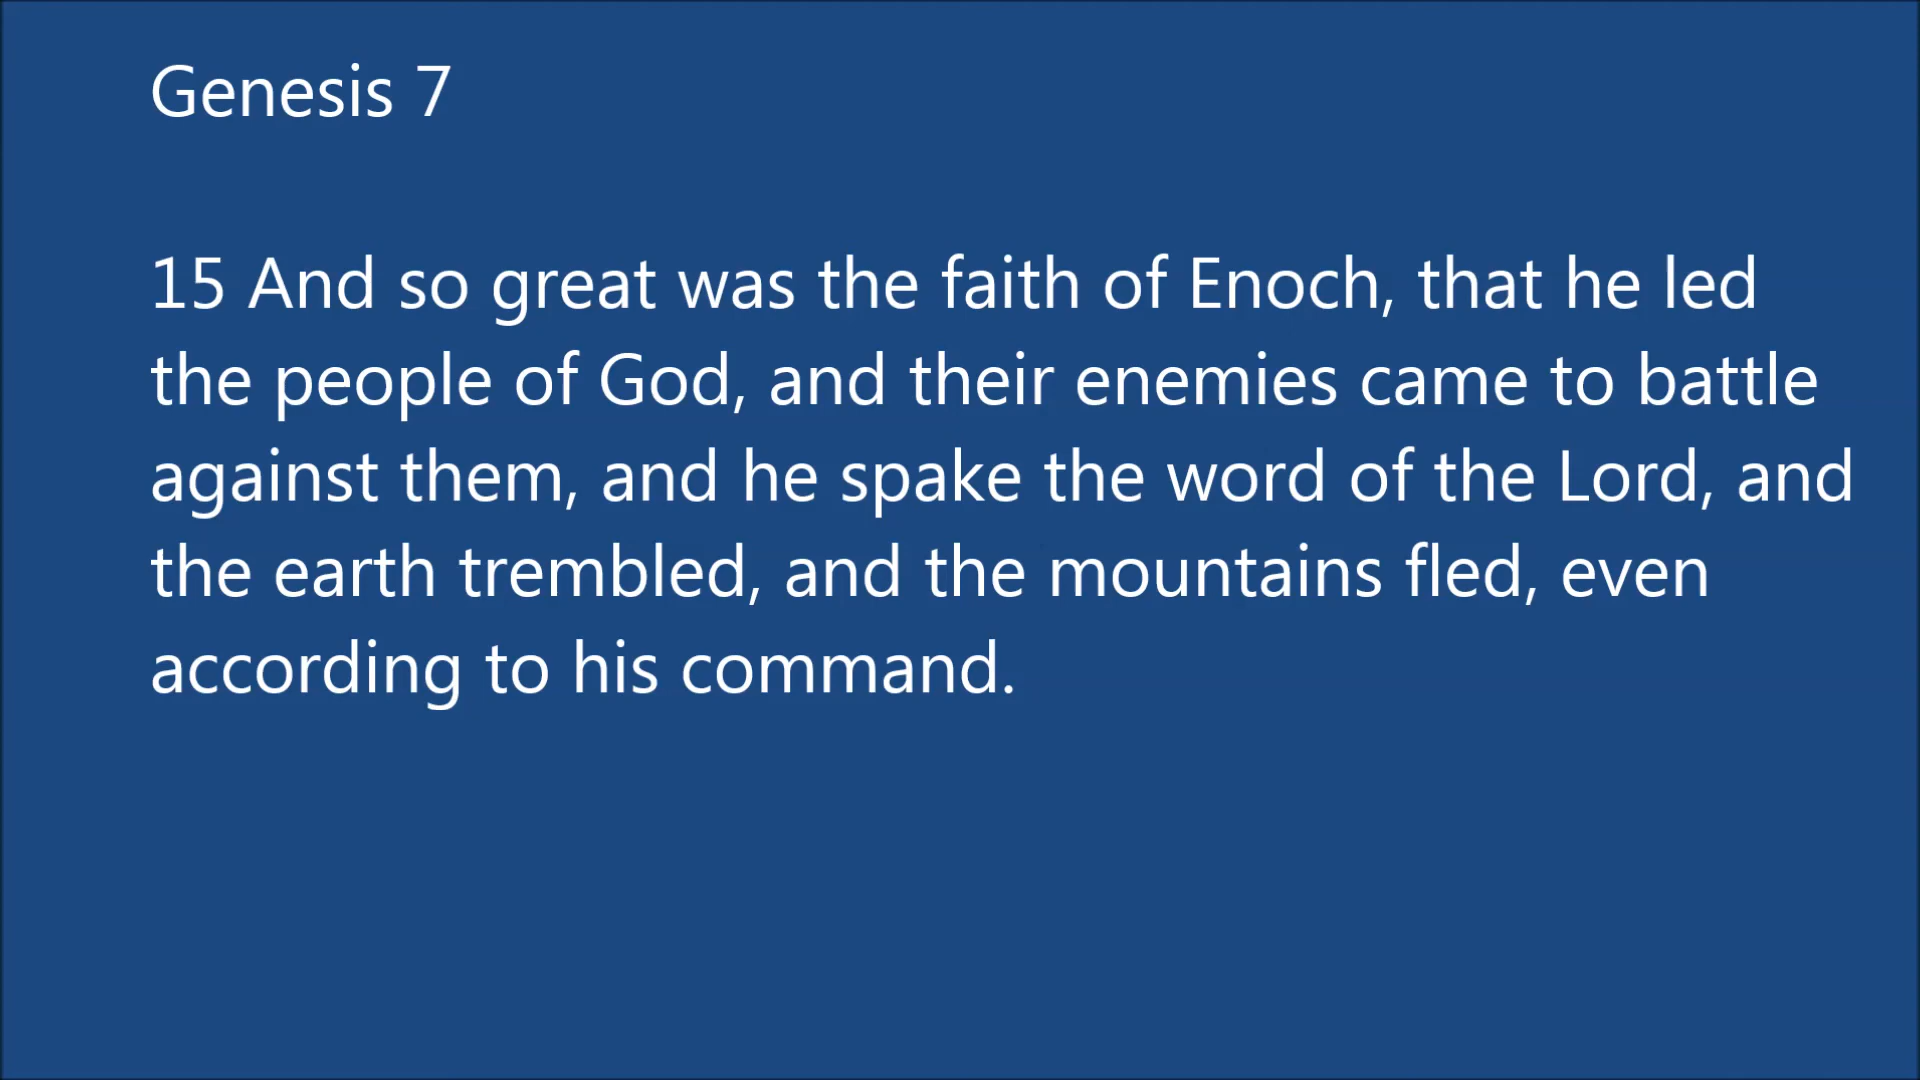 Genesis 7
15 And so great was the faith of Enoch, that he led
the people of God, and their enemies came to battle
against them, and he spake the word of the Lord, and
the earth trembled, and the mountains fled, even
according to his command.